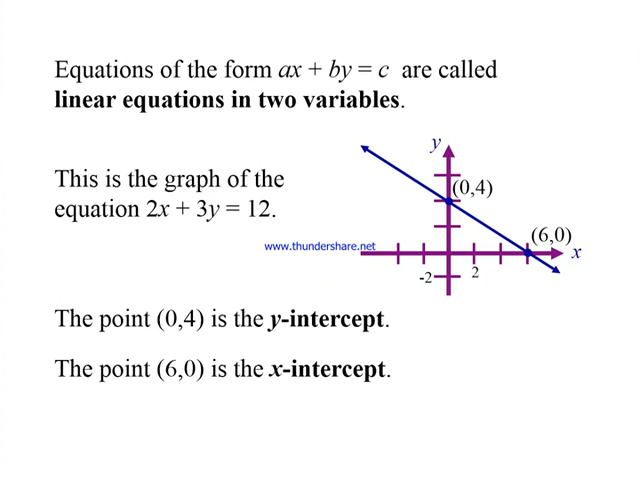 Equations of the form ax + by = c are called
linear equations in two variables.
This is the graph of the
equation 2x + 3y = 12.
www.thundershare.net
y
(0,4)
(6,0)
x
-2
2
The point (0,4) is the y-intercept.
The point (6,0) is the x-intercept.